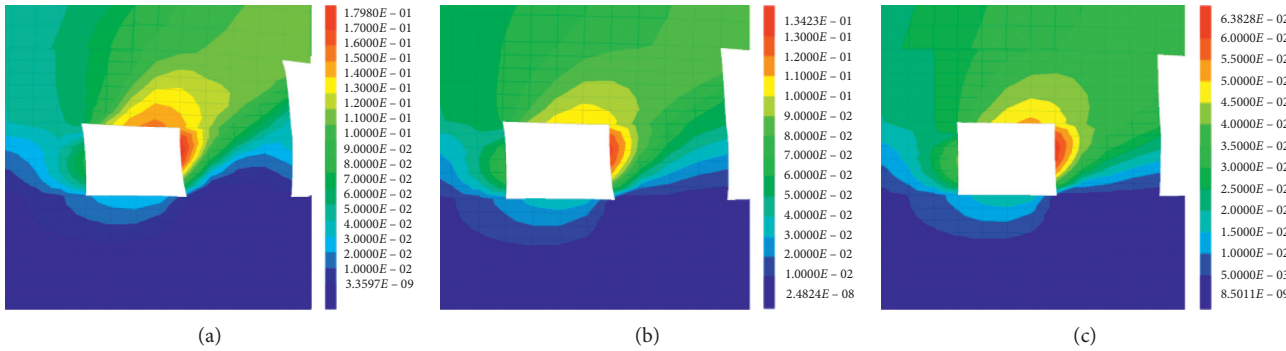 1.7980E – 01
1.7000E – 01
1.6000E – 01
1.5000E – 01
1.4000E – 01
1.3000E – 01
1.2000E – 01
1.1000E – 01
1.0000E – 01
9.0000E – 02
8.0000E – 02
7.0000E – 02
6.0000E – 02
5.0000E – 02
4.0000E – 02
3.0000E – 02
2.0000E – 02
1.0000E – 02
3.3597E – 09
(a)
1.3423E – 01
1.3000E – 01
1.2000E – 01
1.1000E – 01
1.0000E – 01
9.0000E – 02
8.0000E – 02
7.0000E – 02
6.0000E – 02
5.0000E – 02
4.0000E – 02
3.0000E – 02
2.0000E – 02
1.0000E – 02
2.4824E – 08
(b)
6.3828E – 02
6.0000E – 02
5.5000E – 02
5.0000E – 02
4.5000E – 02
4.0000E – 02
3.5000E – 02
3.0000E – 02
2.5000E – 02
2.0000E – 02
1.5000E – 02
1.0000E – 02
5.0000E – 03
8.5011E – 09
(c)